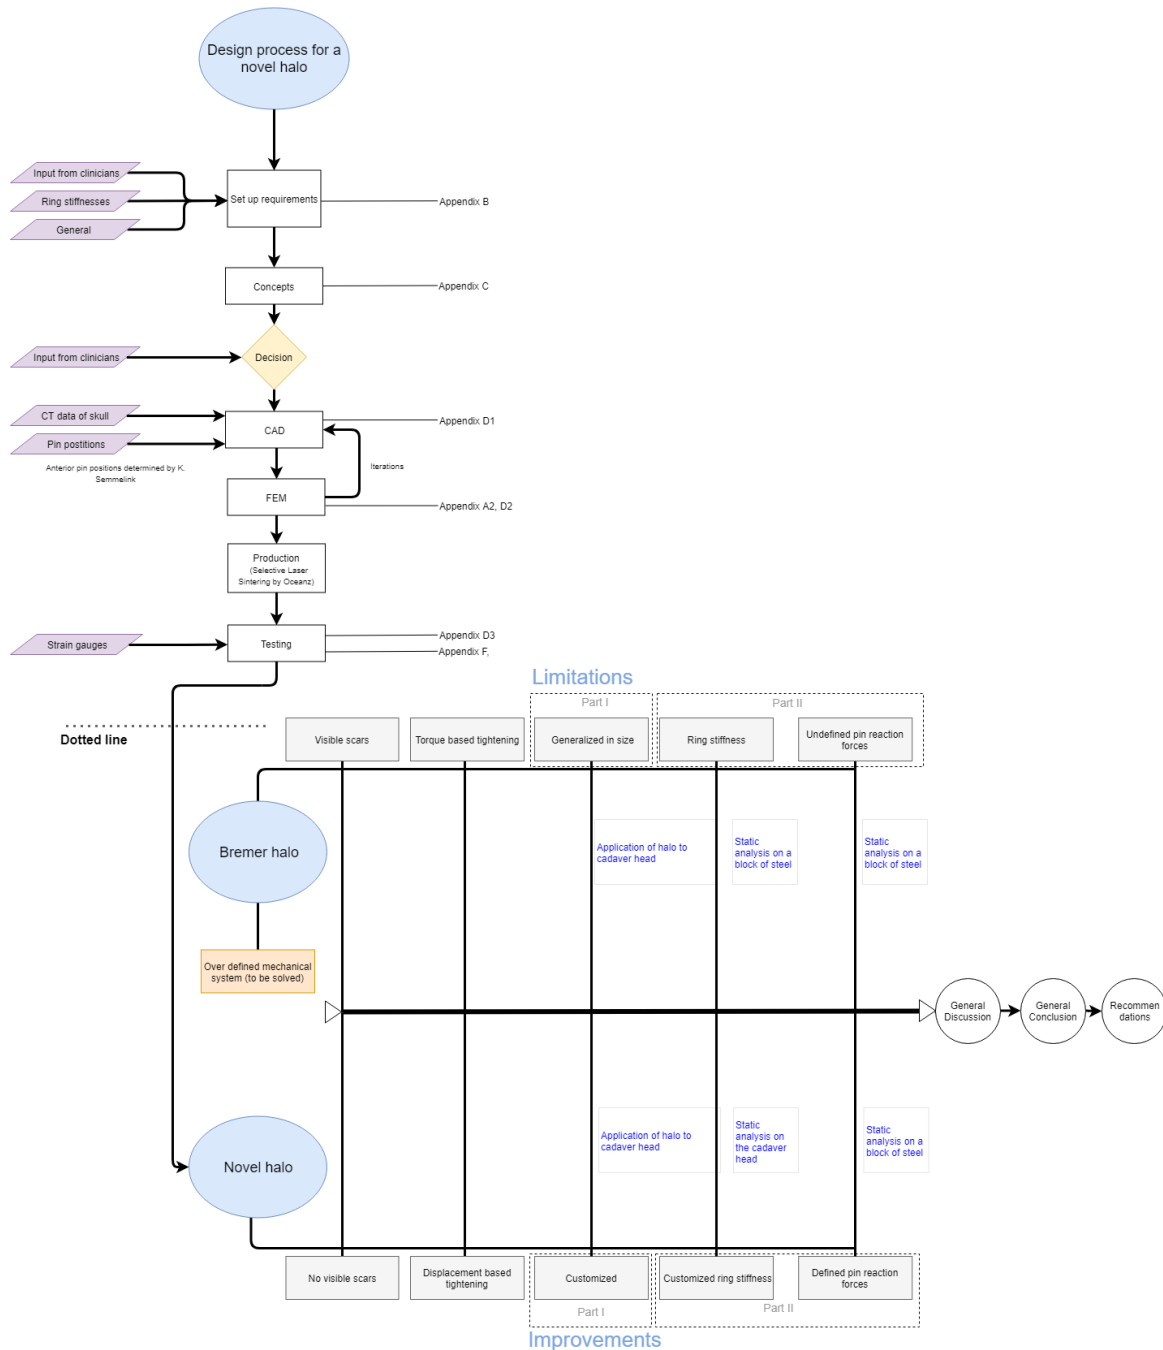 Design process for a
novel halo
Input from clinicians
Ring stiffnesses
General
Set up requirements
Appendix B
Concepts
Appendix C
Input from clinicians
Decision
CT data of skull
Pin postitions
Anterior pin positions determined by K.
Semmelink
CAD
Appendix D1
Iterations
FEM
Appendix A2, D2
Production
(Selective Laser
Sintering by Oceanz)
Strain gauges
Testing
Appendix D3
Appendix F,
Limitations
Part I
Part II
Dotted line
Visible scars
Torque based tightening
Generalized in size
Ring stiffness
Undefined pin reaction
forces
Bremer halo
Application of halo to
cadaver head
Static
analysis on a
block of steel
Static
analysis on a
block of steel
Over defined mechanical
system (to be solved)
General
Discussion
General
Conclusion
Recommen
dations
Novel halo
Application of halo to
cadaver head
Static
analysis on
the cadaver
head
Static
analysis on a
block of steel
No visible scars
Displacement based
tightening
Customized
Customized ring stiffness
Defined pin reaction
forces
Part I
Part II
Improvements